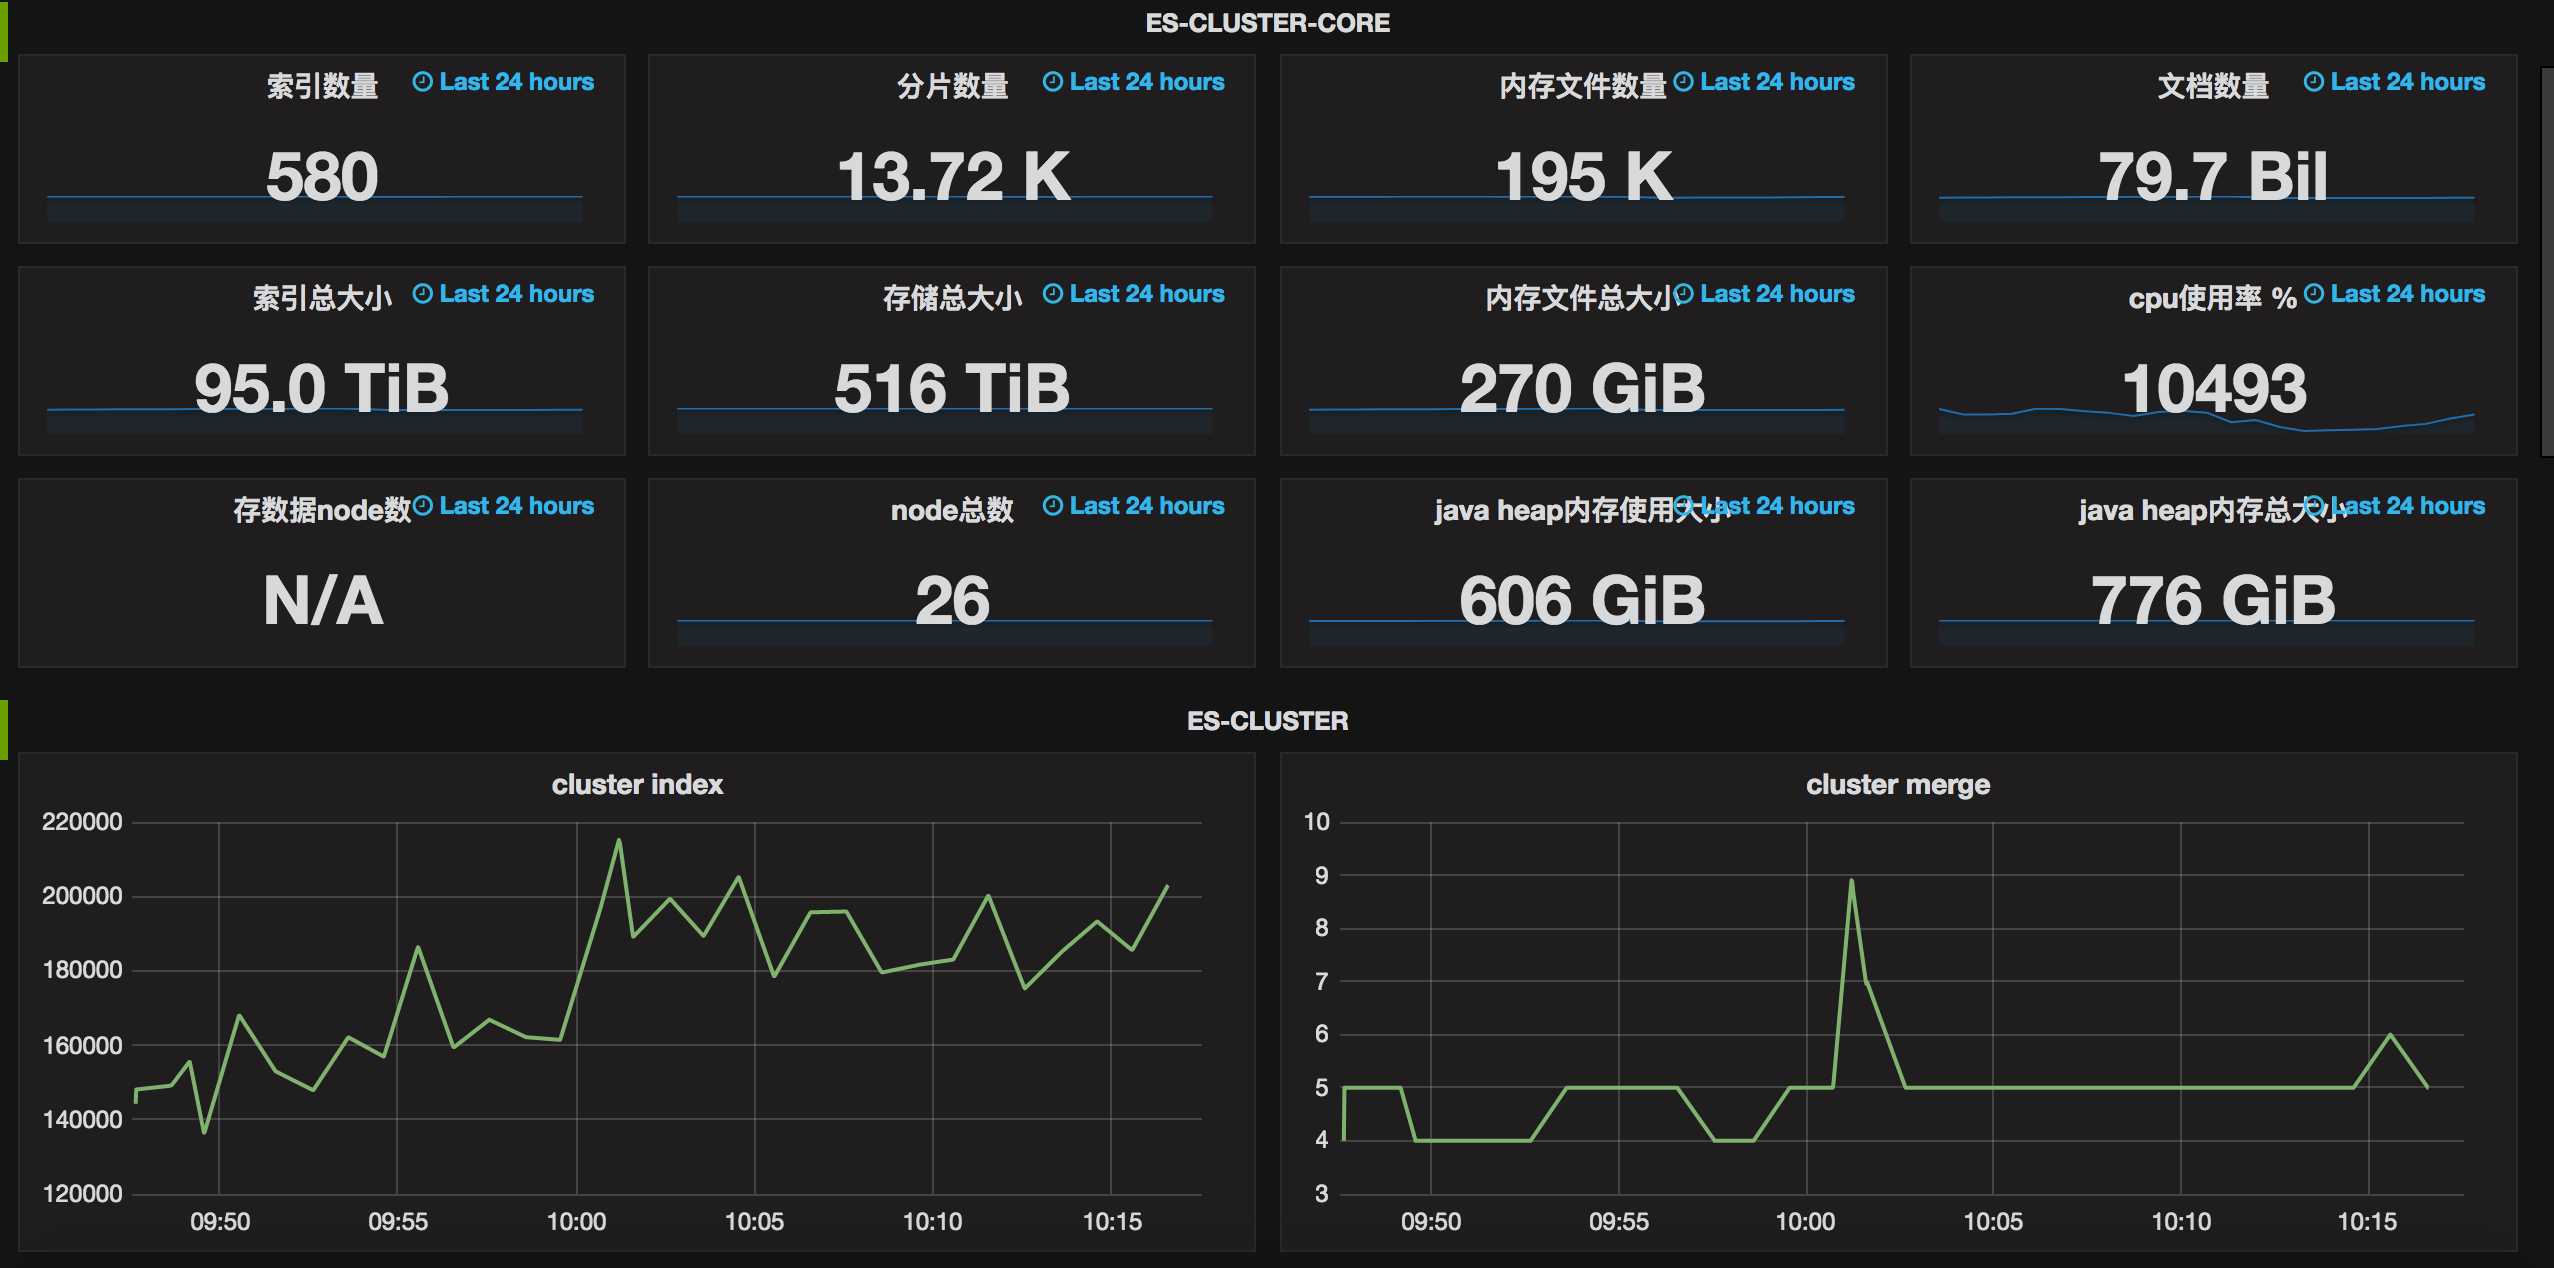 ES-CLUSTER-CORE
索引数量 Last 24 hours
580
分片数量 Last 24 hours
13.72 K
内存文件数量 Last 24 hours
195 K
文档数量 Last 24 hours
79.7 Bil
索引总大小 Last 24 hours
95.0 TiB
存储总大小 Last 24 hours
516 TiB
内存文件总大小 Last 24 hours
270 GiB
cpu使用率 % Last 24 hours
10493
存数据node数 Last 24 hours
N/A
node总数 Last 24 hours
26
java heap内存使用大小 Last 24 hours
606 GiB
java heap内存总大小 Last 24 hours
776 GiB
ES-CLUSTER
cluster index
220000
200000
180000
160000
140000
120000
09:50 09:55 10:00 10:05 10:10 10:15
cluster merge
10
9
8
7
6
5
4
3
09:50 09:55 10:00 10:05 10:10 10:15